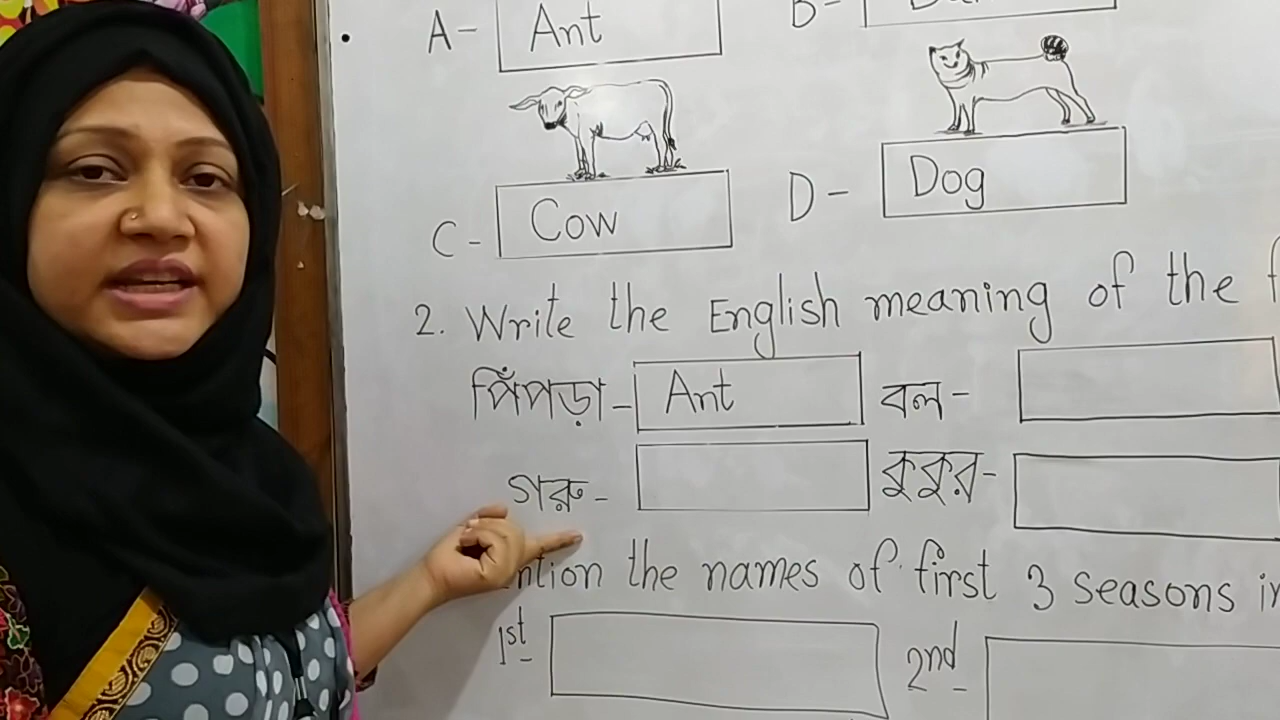 A- Ant B-
C- Cow D- Dog
2. Write the English meaning of the
পিঁপড়া- Ant বল-
গরু- কুকুর-
the names of first 3 seasons in
1st- 2nd-